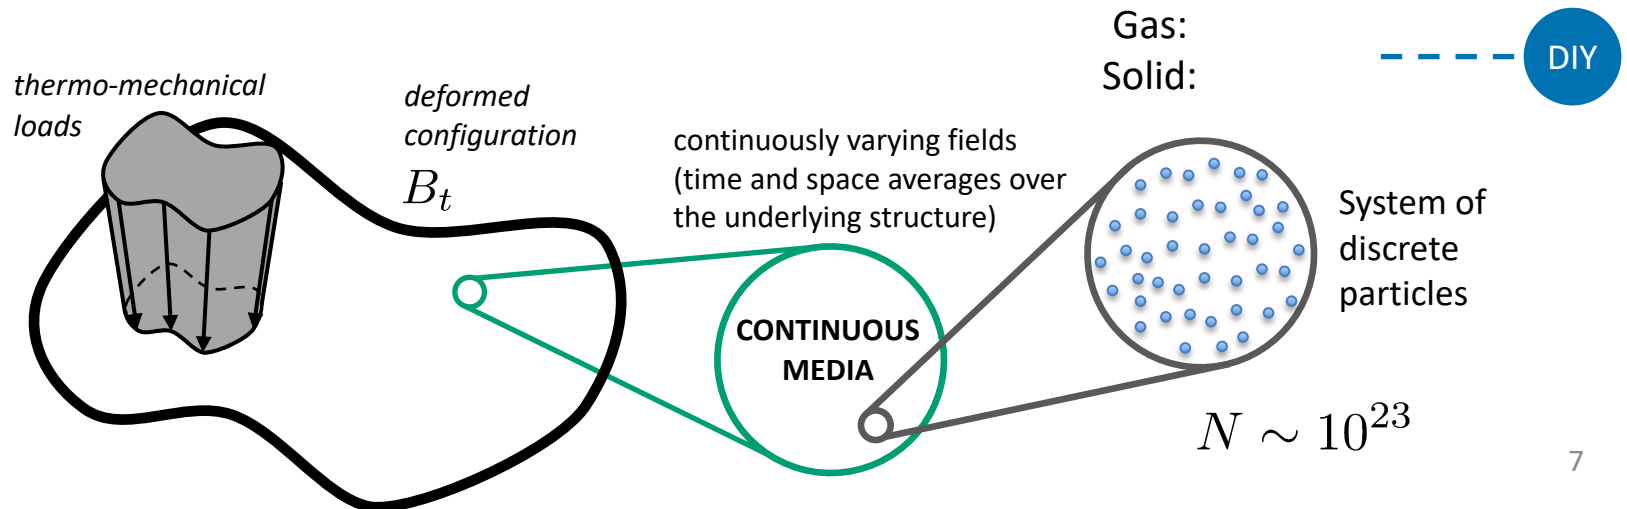 Gas:
Solid:
DIY
thermo-mechanical
loads
deformed
configuration
B_t
continuously varying fields
(time and space averages over
the underlying structure)
CONTINUOUS
MEDIA
System of
discrete
particles
N ∼ 10^23
7